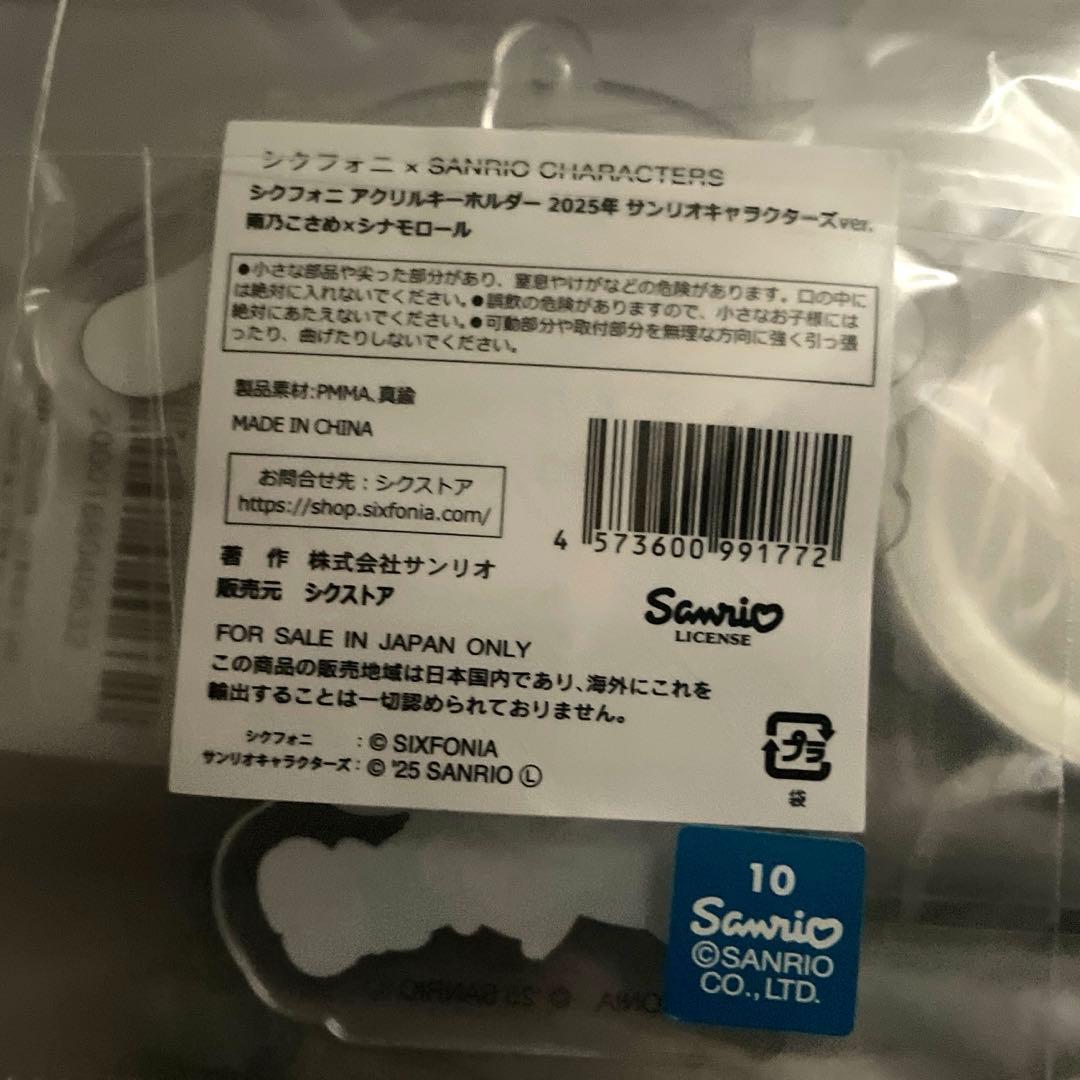 シクフォニ × SANRIO CHARACTERS
シクフォニ アクリルキーホルダー 2025年 サンリオキャラクターズver.
雨乃こさめ×シナモロール
●小さな部品や尖った部分があり、窒息やけがなどの危険があります。口の中に
は絶対に入れないでください。●誤飲の危険がありますので、小さなお子様には
絶対にあたえないでください。●可動部分や取付部分を無理な方向に強く引っ張
ったり、曲げたりしないでください。
製品素材:PMMA、真鍮
MADE IN CHINA
お問合せ先：シクストア
https://shop.sixfonia.com/
4 573600 991772
著 作 株式会社サンリオ
販売元 シクストア
Sanrio
LICENSE
FOR SALE IN JAPAN ONLY
この商品の販売地域は日本国内であり、海外にこれを
輸出することは一切認められておりません。
シクフォニ ：© SIXFONIA
サンリオキャラクターズ：© '25 SANRIO Ⓛ
プラ
袋
10
Sanrio
©SANRIO
CO., LTD.